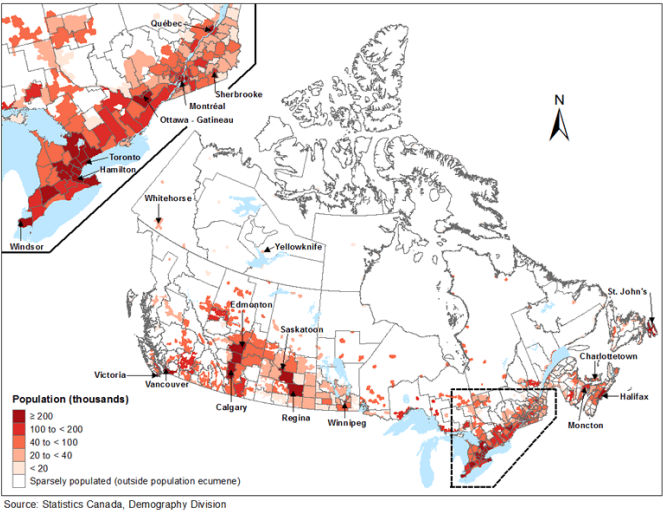 Québec
Sherbrooke
Montréal
Ottawa - Gatineau
Toronto
Hamilton
Windsor
N
Whitehorse
Yellowknife
Edmonton
Saskatoon
St. John's
Charlottetown
Victoria
Vancouver
Calgary
Regina
Winnipeg
Halifax
Moncton
Population (thousands)
≥ 200
100 to < 200
40 to < 100
20 to < 40
< 20
Sparsely populated (outside population ecumene)
Source: Statistics Canada, Demography Division